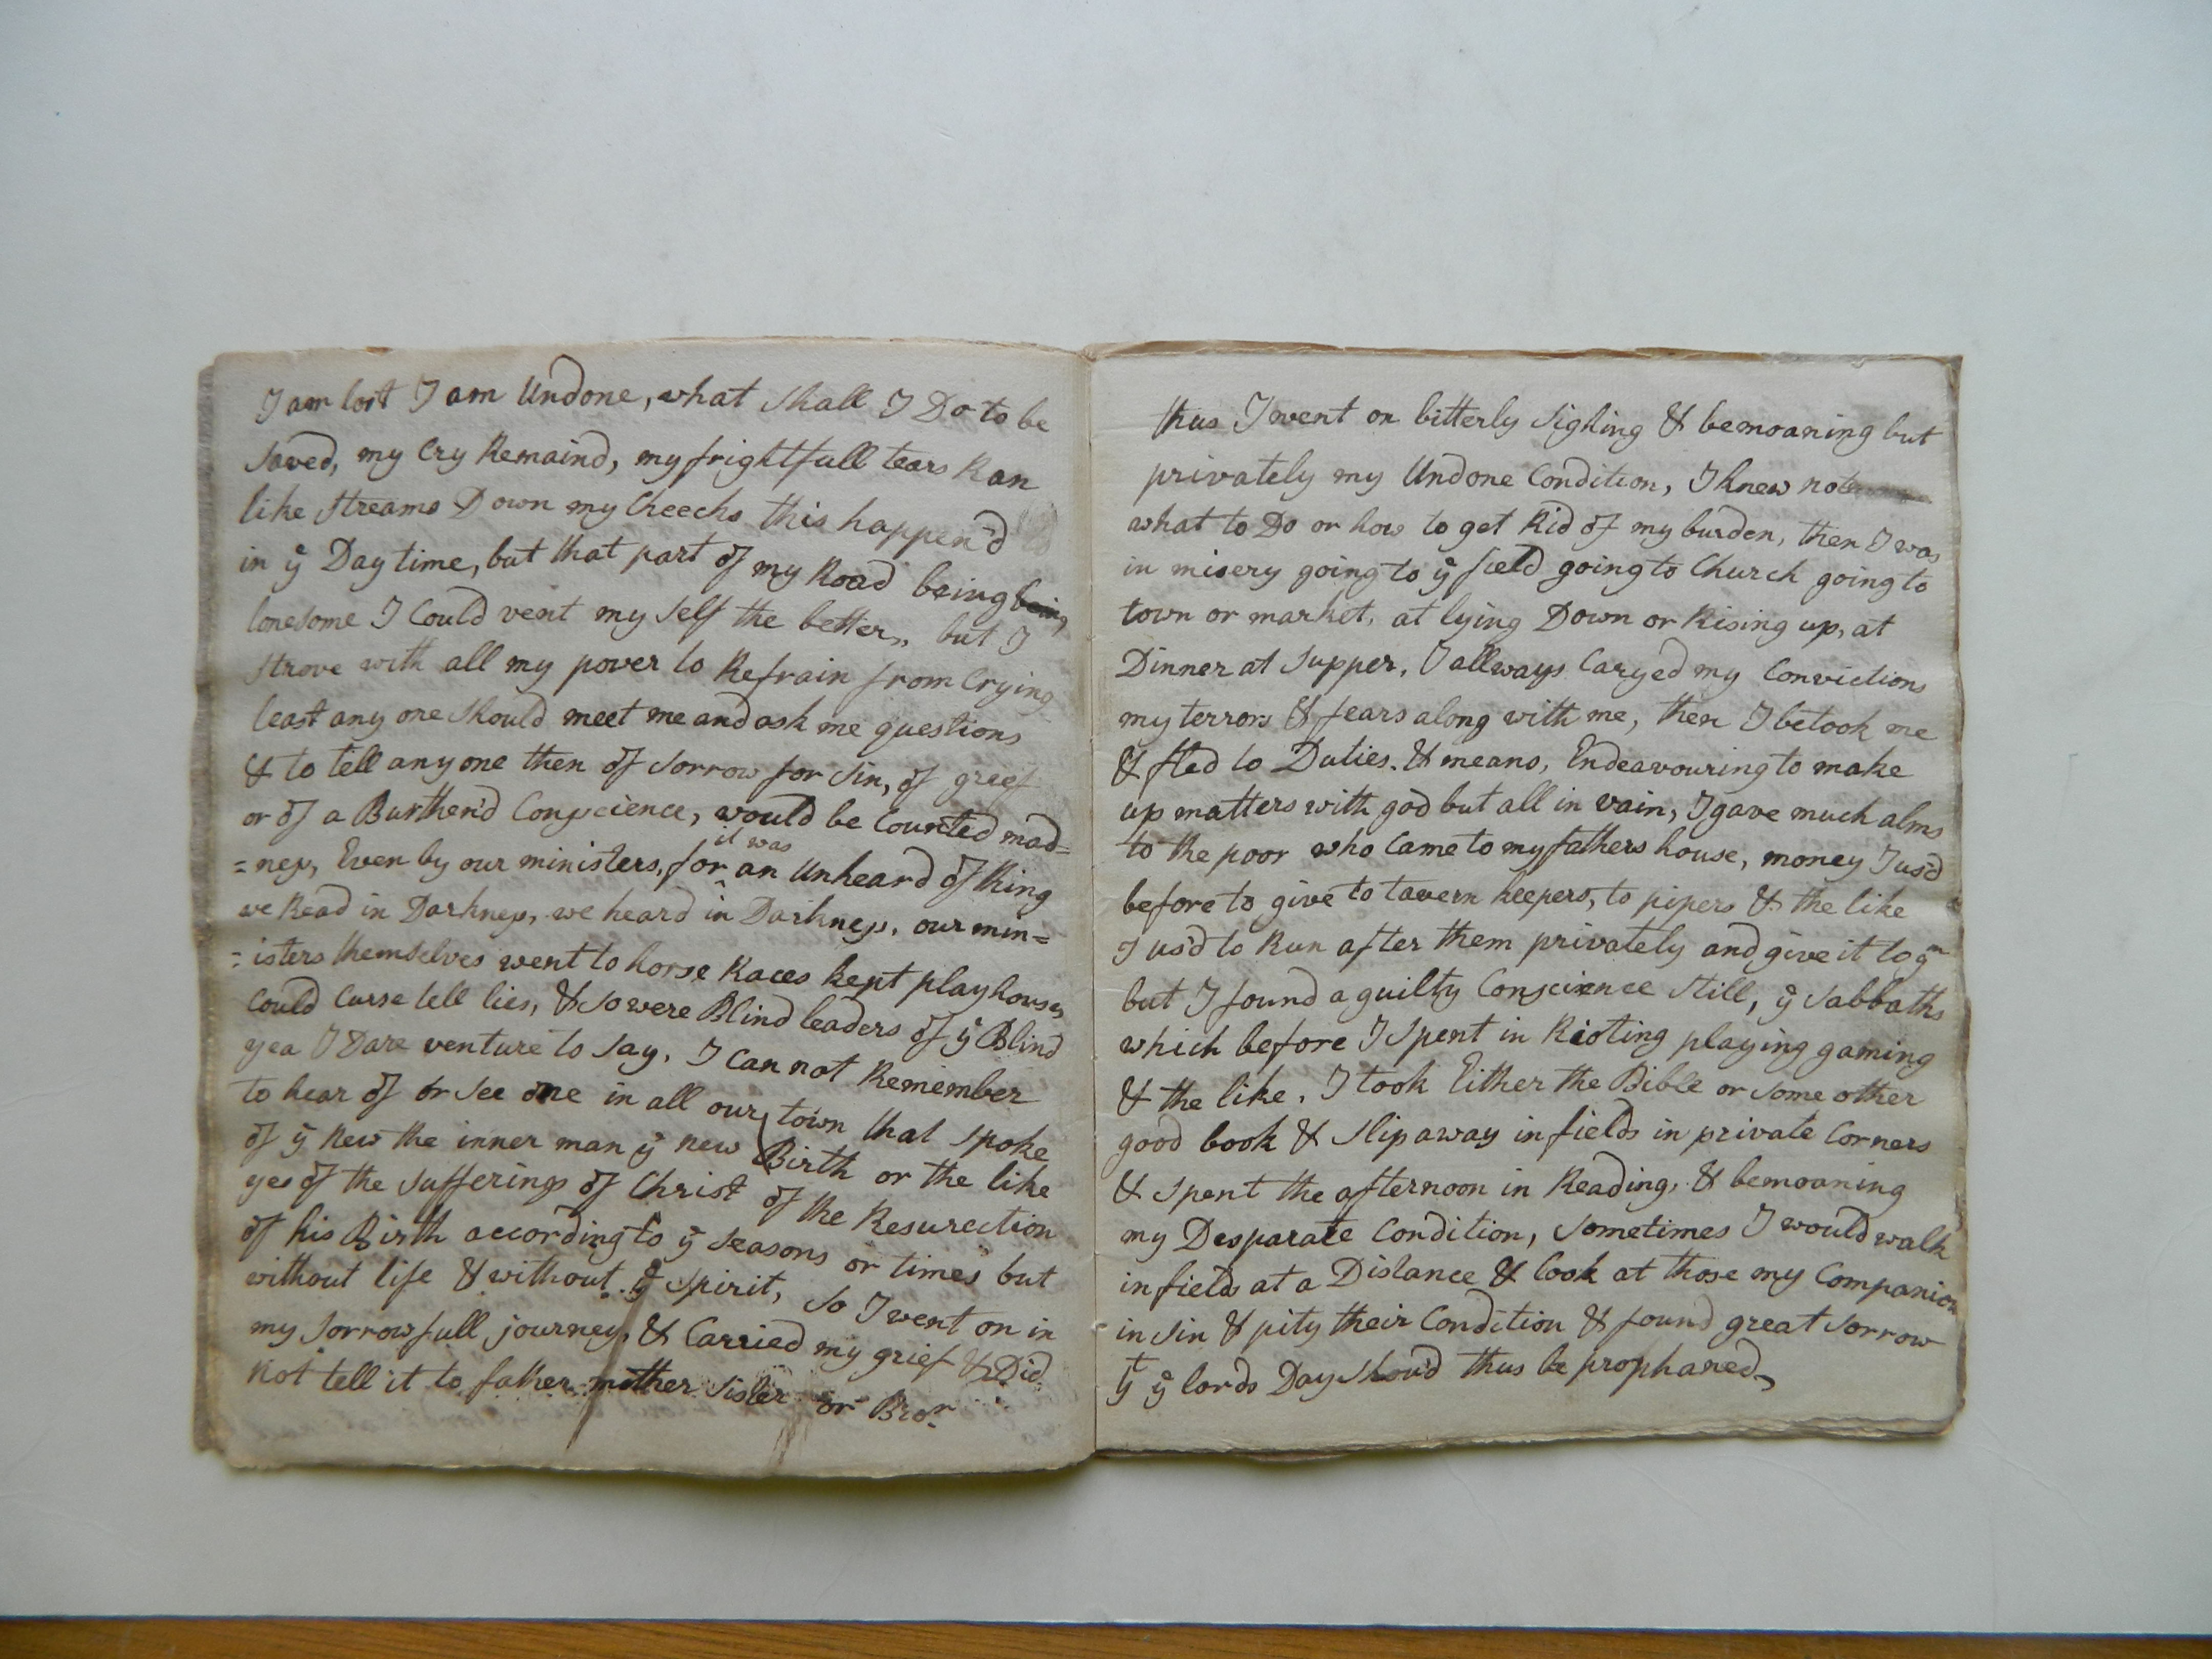 I am lost I am Undone, what shall I Do to be
saved, my Cry Remaind, my frightfull tears Ran
like streams Down my Cheecks this happen'd
in ye Day time, but that part of my Road being being
lonesome I Could vent my self the better,, but I
strove with all my power to Refrain from Crying
least any one should meet me and ask me questions
& to tell any one then of sorrow for sin, of grief
or of a Burthen'd Conscience, would be Counted mad=
=ness, Even by our ministers, for it was an Unheard of thing
we Read in Darkness, we heard in Darkness, our min=
=isters themselves went to horse Races kept playhouses
Could Curse tell lies, & so were Blind leaders of ye Blind
yea I Dare venture to say, I Can not Remember
to hear of or see one in all our town that spoke
of ye New the inner man ye new Birth or the like
yes of the sufferings of Christ of the Resurection
of his Birth according to ye seasons or times but
without life & without ye spirit, so I went on in
my sorrowfull journey, & Carried my grief & Did
not tell it to father mother sister or Bror
thus I went on bitterly sighing & bemoaning but
privately my Undone Condition, I knew not
what to Do or how to get Rid of my burden, then I was
in misery going to ye field going to Church going to
town or market, at lying Down or Rising up, at
Dinner at supper, I allways Caryed my Convictions
my terrors & fears along with me, then I betook me
& fled to Duties. & means, Endeavouring to make
up matters with god but all in vain, I gave much alms
to the poor who Came to my fathers house, money I us'd
before to give to tavern keepers, to pipers & the like
I us'd to Run after them privately and give it to ym
but I found a guilty Conscience still, ye sabbaths
which before I spent in Rioting playing gaming
& the like, I took Either the Bible or some other
good book & slip away in fields in private Corners
& spent the afternoon in Reading, & bemoaning
my Desparate Condition, sometimes I would walk
in fields at a Distance & look at those my Companions
in sin & pity their Condition & found great sorrow
yt ye lords Day shou'd thus be prophaned,